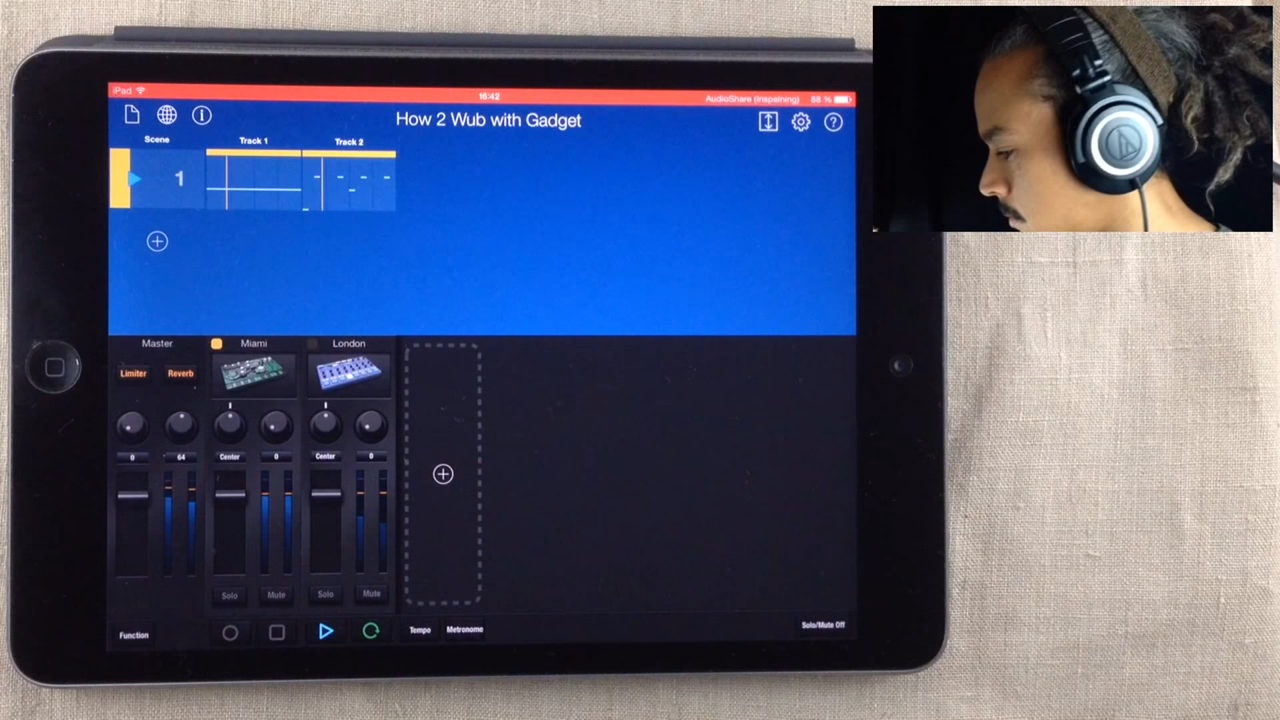 iPad 16:42 AudioShare (Inspelning) 88 %
How 2 Wub with Gadget
Scene Track 1 Track 2
1
Master Miami London
Limiter Reverb
0 64 Center 0 Center 0
Solo Mute Solo Mute
Function Tempo Metronome Solo/Mute Off